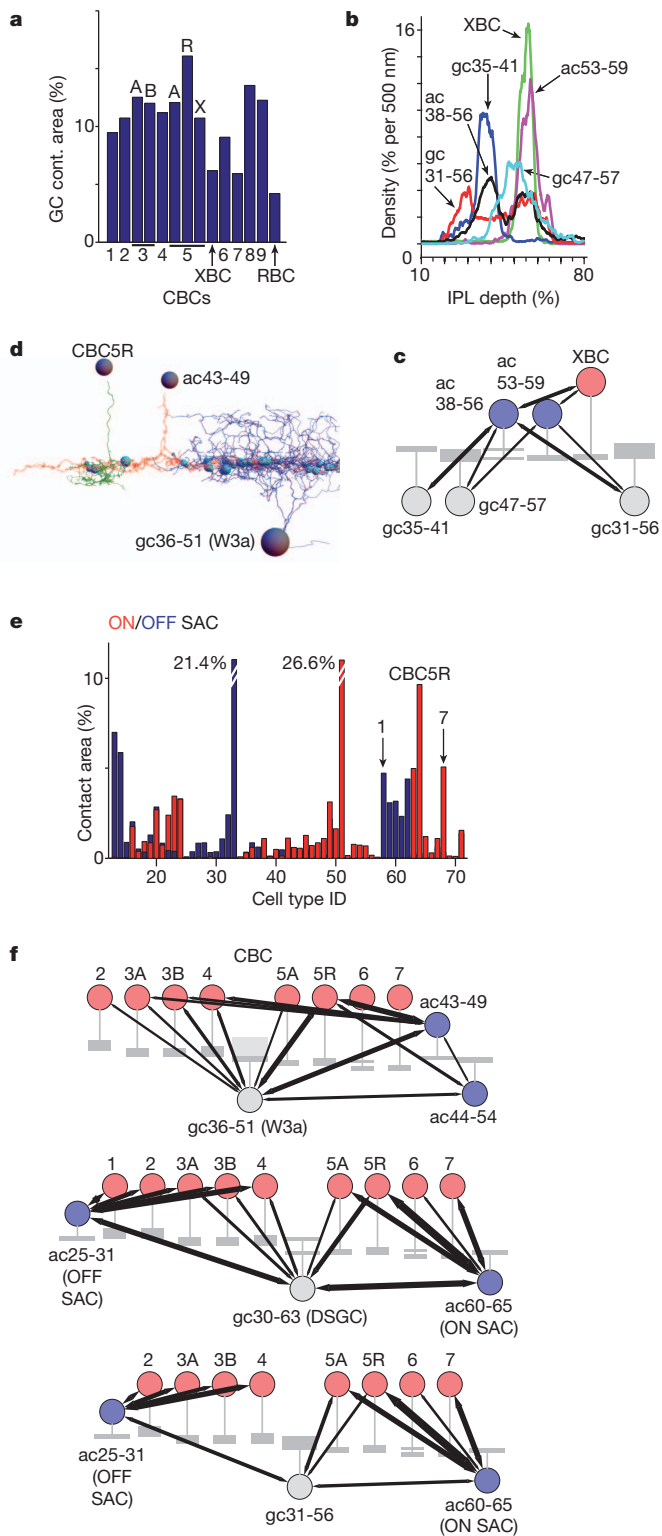 a
GC cont. area (%)
10
0
A
B
A
R
X
1 2 3 4 5 6 7 8 9
XBC
RBC
CBCs
b
Density (% per 500 nm)
16
0
XBC
gc35-41
ac53-59
ac
38-56
gc
31-56
gc47-57
10
80
IPL depth (%)
d
CBC5R
ac43-49
gc36-51 (W3a)
c
XBC
ac
53-59
ac
38-56
gc35-41
gc47-57
gc31-56
e
ON/OFF SAC
Contact area (%)
10
0
21.4%
26.6%
CBC5R
1
7
20 30 40 50 60 70
Cell type ID
f
CBC
2 3A 3B 4 5A 5R 6 7
ac43-49
gc36-51 (W3a)
ac44-54
1 2 3A 3B 4 5A 5R 6 7
ac25-31
(OFF
SAC)
gc30-63 (DSGC)
ac60-65
(ON SAC)
2 3A 3B 4 5A 5R 6 7
ac25-31
(OFF
SAC)
gc31-56
ac60-65
(ON SAC)